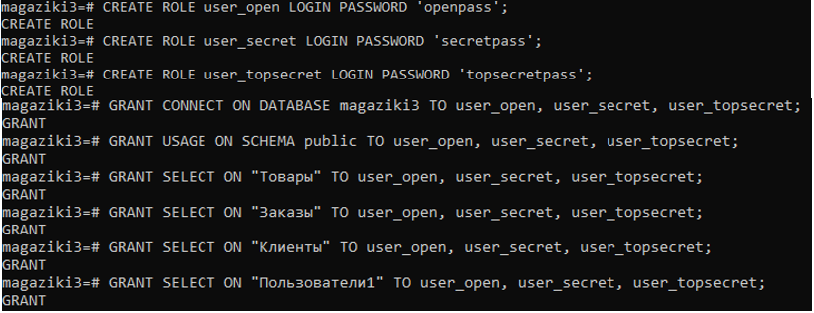 magaziki3=# CREATE ROLE user_open LOGIN PASSWORD 'openpass';
CREATE ROLE
magaziki3=# CREATE ROLE user_secret LOGIN PASSWORD 'secretpass';
CREATE ROLE
magaziki3=# CREATE ROLE user_topsecret LOGIN PASSWORD 'topsecretpass';
CREATE ROLE
magaziki3=# GRANT CONNECT ON DATABASE magaziki3 TO user_open, user_secret, user_topsecret;
GRANT
magaziki3=# GRANT USAGE ON SCHEMA public TO user_open, user_secret, user_topsecret;
GRANT
magaziki3=# GRANT SELECT ON "Товары" TO user_open, user_secret, user_topsecret;
GRANT
magaziki3=# GRANT SELECT ON "Заказы" TO user_open, user_secret, user_topsecret;
GRANT
magaziki3=# GRANT SELECT ON "Клиенты" TO user_open, user_secret, user_topsecret;
GRANT
magaziki3=# GRANT SELECT ON "Пользователи1" TO user_open, user_secret, user_topsecret;
GRANT